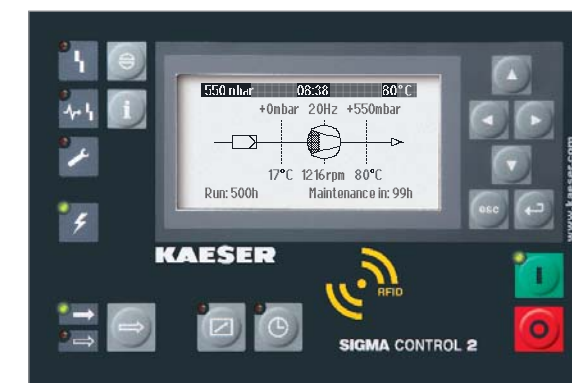 550 mbar 08:38 80°C
+0mbar 20Hz +550mbar
17°C 1216rpm 80°C
Run: 500h Maintenance in: 99h
i
esc
www.kaeser.com
KAESER
RFID
I
O
SIGMA CONTROL 2